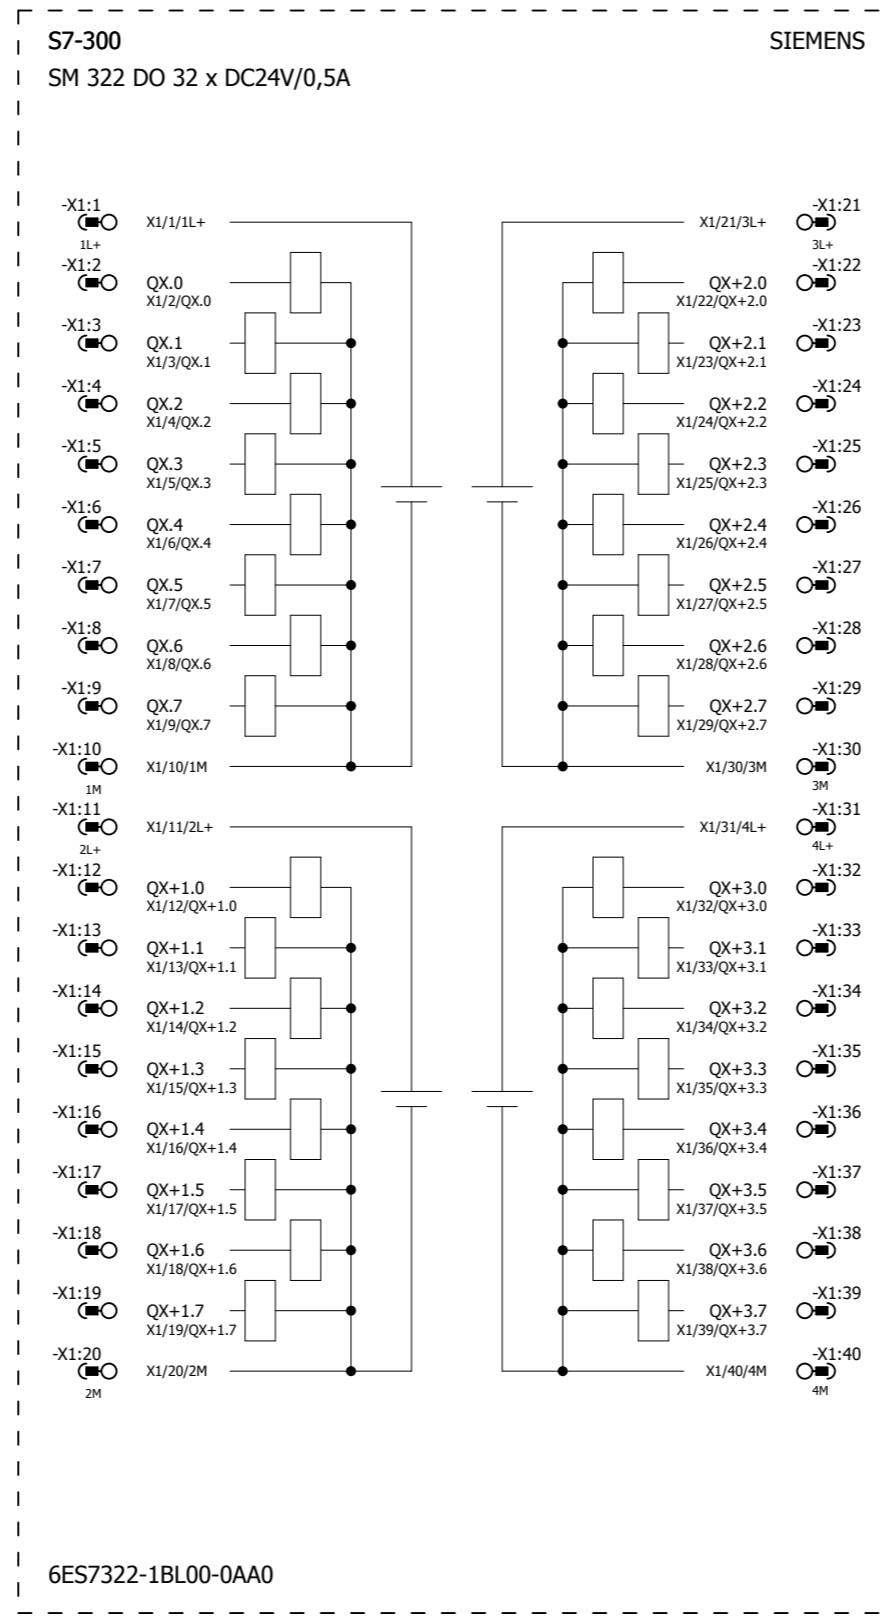 S7-300
SIEMENS
SM 322 DO 32 x DC24V/0,5A
-X1:1
X1/1/1L+
1L+
-X1:2
QX.0
X1/2/QX.0
-X1:3
QX.1
X1/3/QX.1
-X1:4
QX.2
X1/4/QX.2
-X1:5
QX.3
X1/5/QX.3
-X1:6
QX.4
X1/6/QX.4
-X1:7
QX.5
X1/7/QX.5
-X1:8
QX.6
X1/8/QX.6
-X1:9
QX.7
X1/9/QX.7
-X1:10
X1/10/1M
1M
-X1:11
X1/11/2L+
2L+
-X1:12
QX+1.0
X1/12/QX+1.0
-X1:13
QX+1.1
X1/13/QX+1.1
-X1:14
QX+1.2
X1/14/QX+1.2
-X1:15
QX+1.3
X1/15/QX+1.3
-X1:16
QX+1.4
X1/16/QX+1.4
-X1:17
QX+1.5
X1/17/QX+1.5
-X1:18
QX+1.6
X1/18/QX+1.6
-X1:19
QX+1.7
X1/19/QX+1.7
-X1:20
X1/20/2M
2M
-X1:21
X1/21/3L+
3L+
-X1:22
QX+2.0
X1/22/QX+2.0
-X1:23
QX+2.1
X1/23/QX+2.1
-X1:24
QX+2.2
X1/24/QX+2.2
-X1:25
QX+2.3
X1/25/QX+2.3
-X1:26
QX+2.4
X1/26/QX+2.4
-X1:27
QX+2.5
X1/27/QX+2.5
-X1:28
QX+2.6
X1/28/QX+2.6
-X1:29
QX+2.7
X1/29/QX+2.7
-X1:30
X1/30/3M
3M
-X1:31
X1/31/4L+
4L+
-X1:32
QX+3.0
X1/32/QX+3.0
-X1:33
QX+3.1
X1/33/QX+3.1
-X1:34
QX+3.2
X1/34/QX+3.2
-X1:35
QX+3.3
X1/35/QX+3.3
-X1:36
QX+3.4
X1/36/QX+3.4
-X1:37
QX+3.5
X1/37/QX+3.5
-X1:38
QX+3.6
X1/38/QX+3.6
-X1:39
QX+3.7
X1/39/QX+3.7
-X1:40
X1/40/4M
4M
6ES7322-1BL00-0AA0